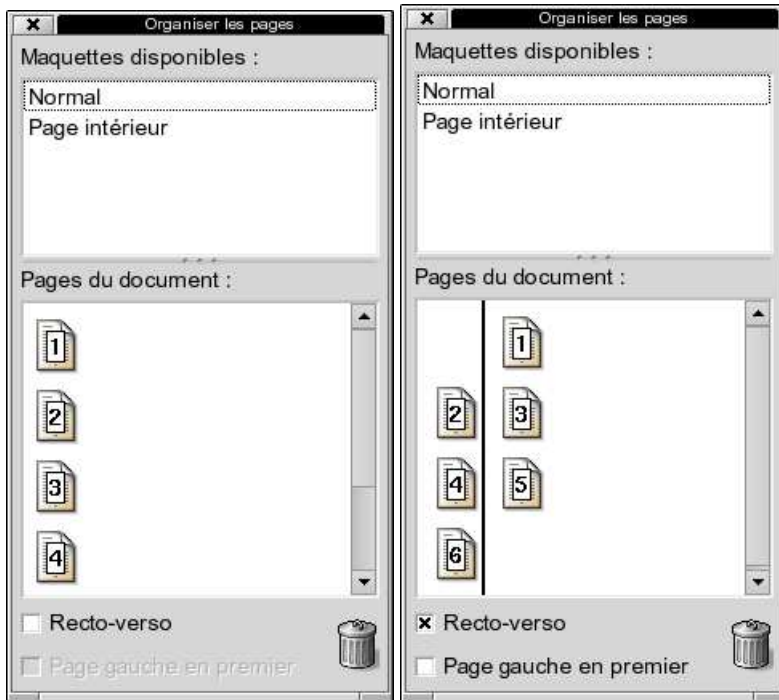 Organiser les pages
Maquettes disponibles :
Normal
Page intérieur
Pages du document :
1
2
3
4
Recto-verso
Page gauche en premier
Organiser les pages
Maquettes disponibles :
Normal
Page intérieur
Pages du document :
1
2 3
4 5
6
Recto-verso
Page gauche en premier